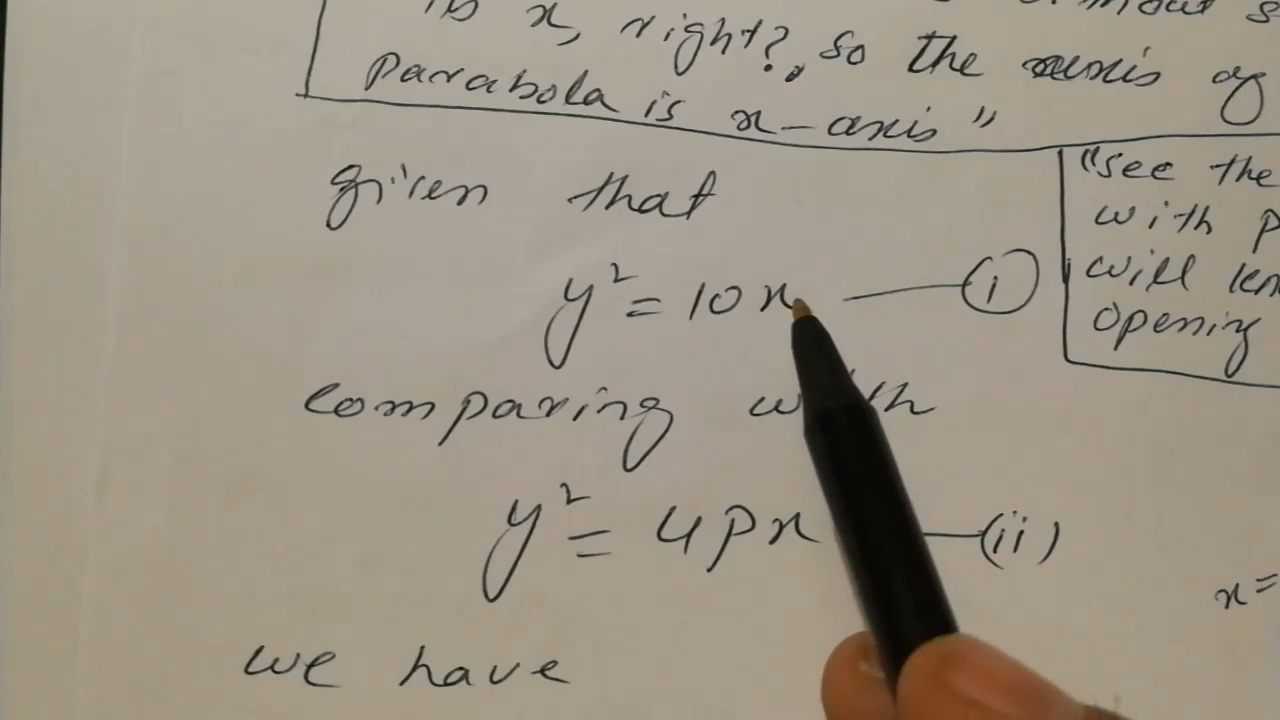 is x, right?, so the axis of
parabola is x-axis"
given that
y² = 10x — (i)
"see the
with p
will
opening
comparing with
y² = 4px — (ii)
x=
we have